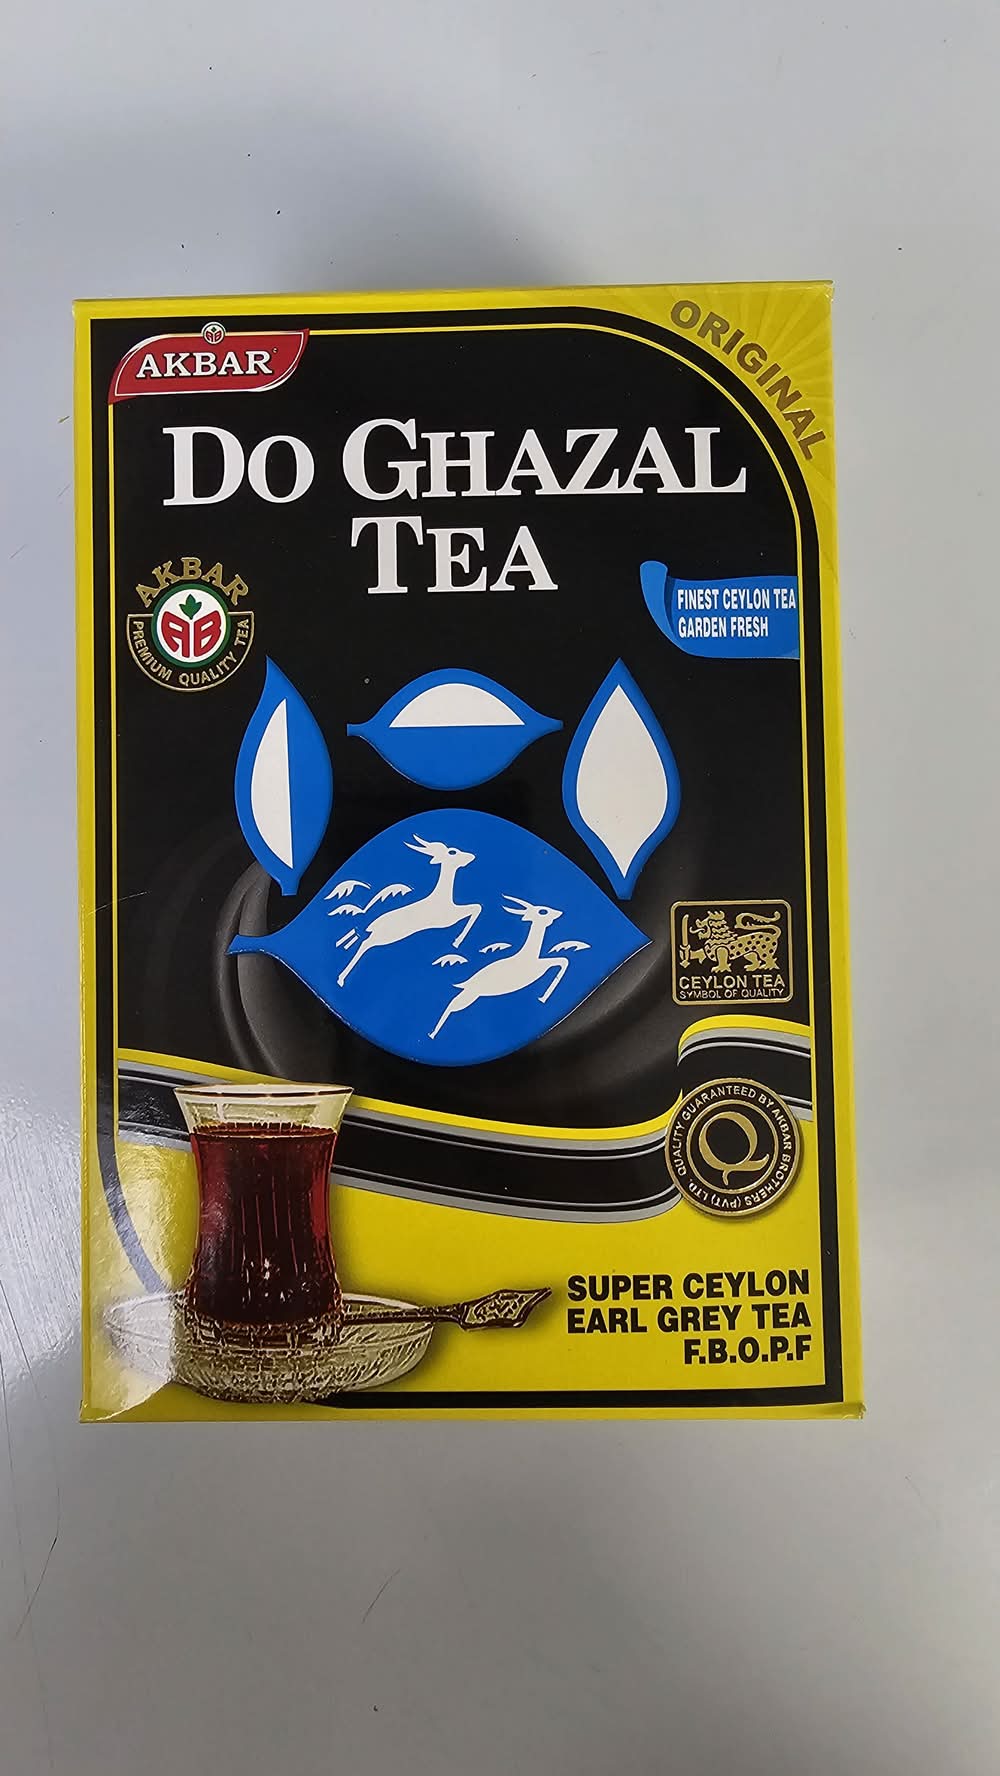 ORIGINAL
AKBAR
DO GHAZAL
TEA
AKBAR
AB
PREMIUM QUALITY TEA
FINEST CEYLON TEA
GARDEN FRESH
CEYLON TEA
SYMBOL OF QUALITY
QUALITY GUARANTEED BY AKBAR BROTHERS (PVT) LTD.
Q
SUPER CEYLON
EARL GREY TEA
F.B.O.P.F